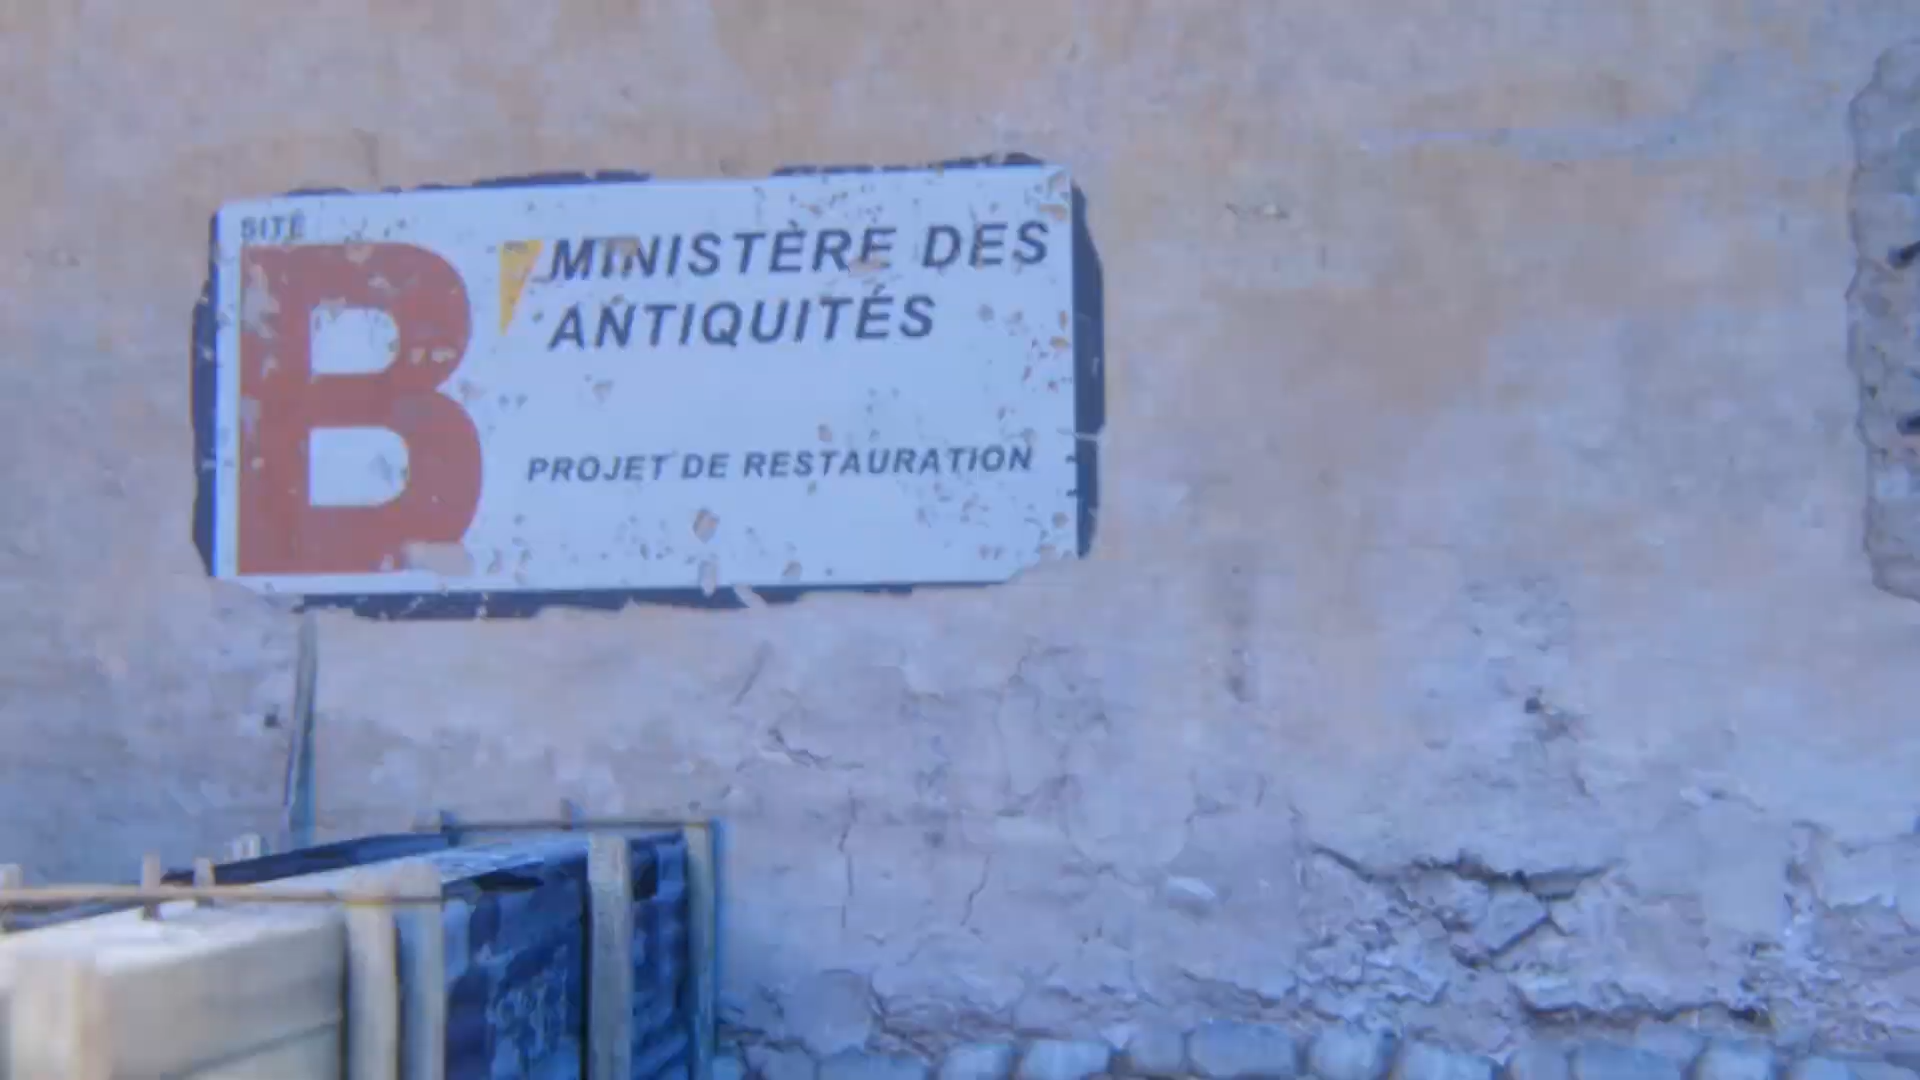 SITE
B
MINISTÈRE DES
ANTIQUITÉS
PROJET DE RESTAURATION